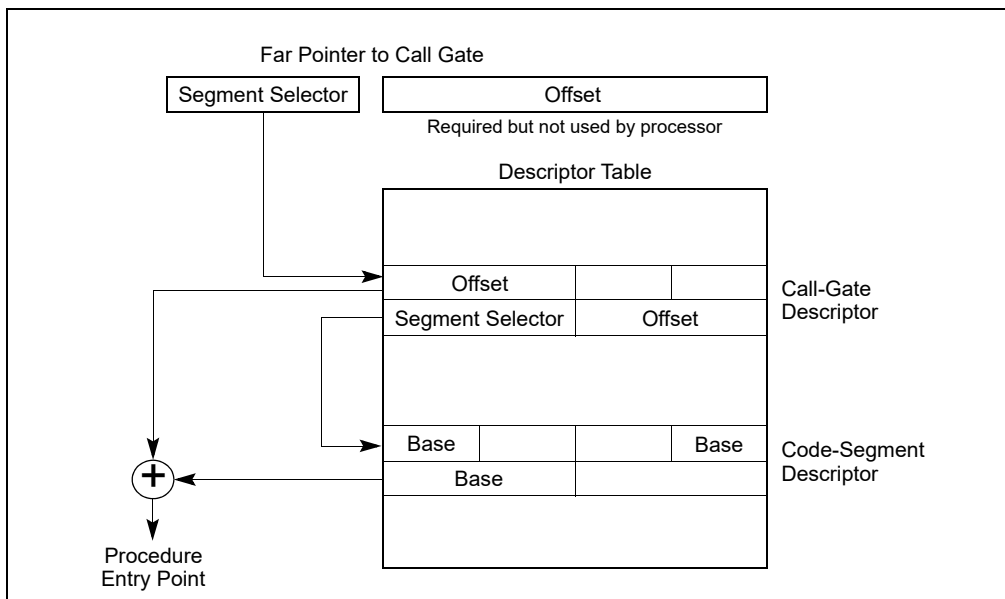 Far Pointer to Call Gate
Segment Selector
Offset
Required but not used by processor
Descriptor Table
Offset
Segment Selector
Offset
Call-Gate
Descriptor
Base
Base
Base
Code-Segment
Descriptor
+
Procedure
Entry Point